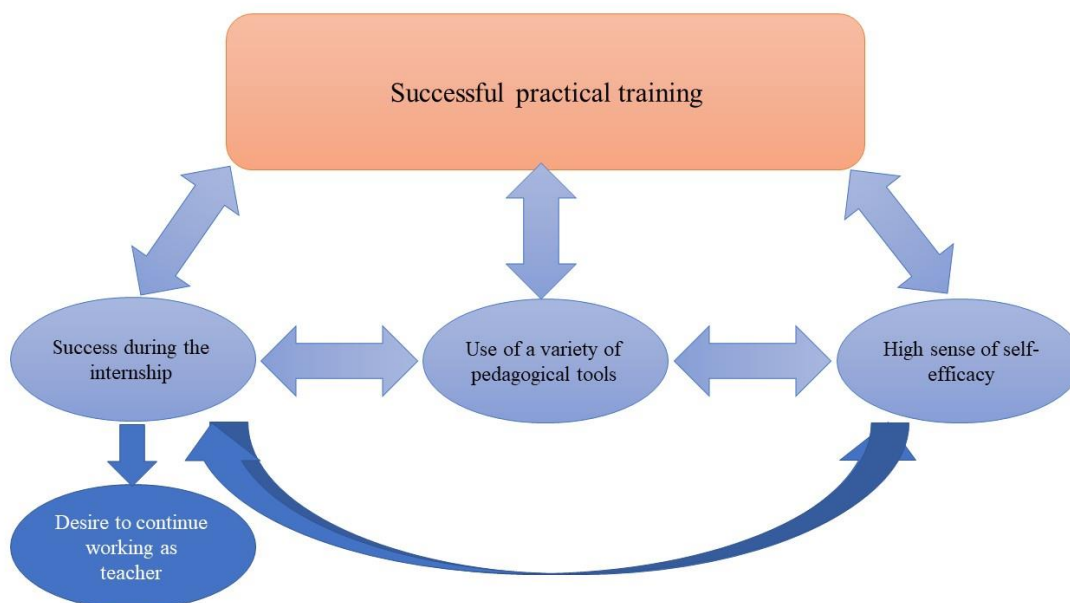 Successful practical training
Success during the
internship
Use of a variety of
pedagogical tools
High sense of self-
efficacy
Desire to continue
working as
teacher